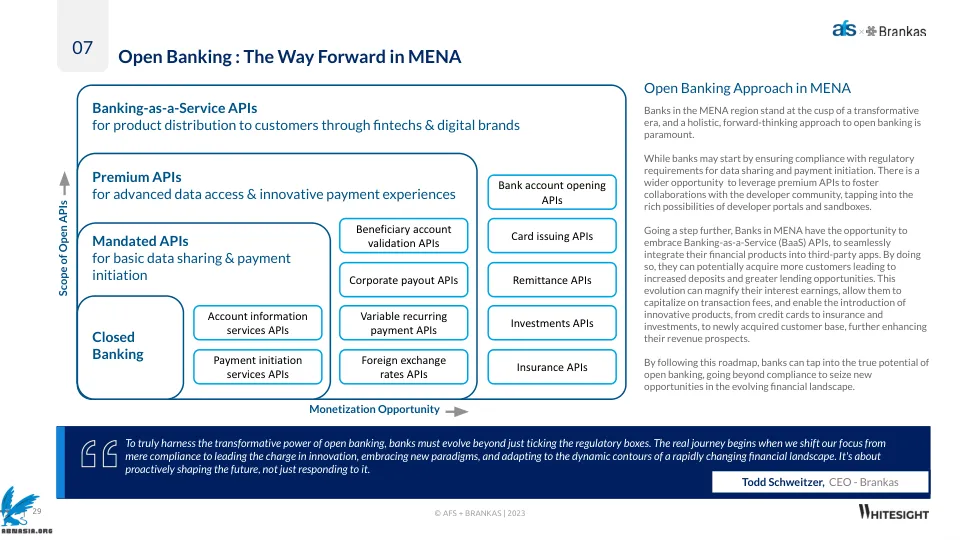 07
Open Banking : The Way Forward in MENA
afs × Brankas
Banking-as-a-Service APIs
for product distribution to customers through fintechs & digital brands
Premium APIs
for advanced data access & innovative payment experiences
Mandated APIs
for basic data sharing & payment
initiation
Closed
Banking
Account information
services APIs
Payment initiation
services APIs
Beneficiary account
validation APIs
Corporate payout APIs
Variable recurring
payment APIs
Foreign exchange
rates APIs
Bank account opening
APIs
Card issuing APIs
Remittance APIs
Investments APIs
Insurance APIs
Scope of Open APIs
Monetization Opportunity
Open Banking Approach in MENA
Banks in the MENA region stand at the cusp of a transformative
era, and a holistic, forward-thinking approach to open banking is
paramount.
While banks may start by ensuring compliance with regulatory
requirements for data sharing and payment initiation. There is a
wider opportunity to leverage premium APIs to foster
collaborations with the developer community, tapping into the
rich possibilities of developer portals and sandboxes.
Going a step further, Banks in MENA have the opportunity to
embrace Banking-as-a-Service (BaaS) APIs, to seamlessly
integrate their financial products into third-party apps. By doing
so, they can potentially acquire more customers leading to
increased deposits and greater lending opportunities. This
evolution can magnify their interest earnings, allow them to
capitalize on transaction fees, and enable the introduction of
innovative products, from credit cards to insurance and
investments, to newly acquired customer base, further enhancing
their revenue prospects.
By following this roadmap, banks can tap into the true potential of
open banking, going beyond compliance to seize new
opportunities in the evolving financial landscape.
To truly harness the transformative power of open banking, banks must evolve beyond just ticking the regulatory boxes. The real journey begins when we shift our focus from
mere compliance to leading the charge in innovation, embracing new paradigms, and adapting to the dynamic contours of a rapidly changing financial landscape. It's about
proactively shaping the future, not just responding to it.
Todd Schweitzer, CEO - Brankas
29
ABNASIA.ORG
© AFS + BRANKAS | 2023
WHITESIGHT